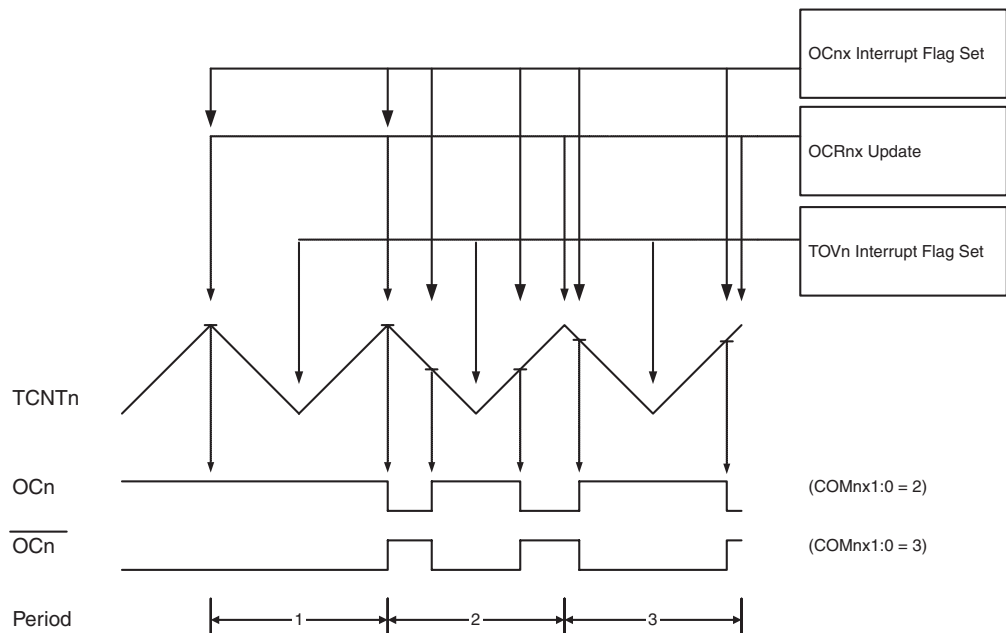 OCnx Interrupt Flag Set
OCRnx Update
TOVn Interrupt Flag Set
TCNTn
OCn
(COMnx1:0 = 2)
OCn
(COMnx1:0 = 3)
Period
1
2
3